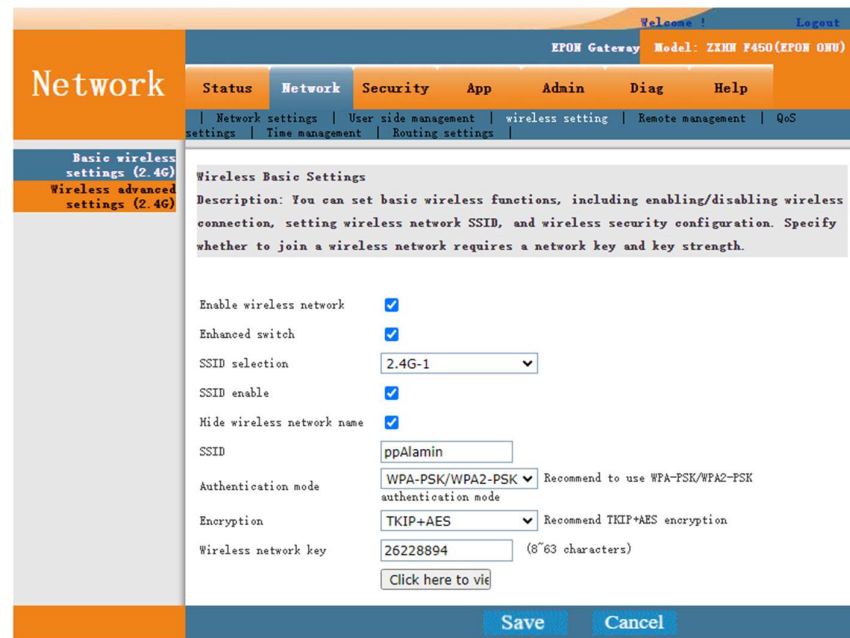 Welcome ! Logout
EPON Gateway Model: ZXHN F450(EPON ONU)
Network
Status Network Security App Admin Diag Help
| Network settings | User side management | wireless setting | Remote management | QoS
settings | Time management | Routing settings |
Basic wireless
settings (2.4G)
Wireless advanced
settings (2.4G)
Wireless Basic Settings
Description: You can set basic wireless functions, including enabling/disabling wireless
connection, setting wireless network SSID, and wireless security configuration. Specify
whether to join a wireless network requires a network key and key strength.
Enable wireless network
Enhanced switch
SSID selection 2.4G-1
SSID enable
Hide wireless network name
SSID ppAlamin
Authentication mode WPA-PSK/WPA2-PSK Recommend to use WPA-PSK/WPA2-PSK
authentication mode
Encryption TKIP+AES Recommend TKIP+AES encryption
Wireless network key 26228894 (8~63 characters)
Click here to vie
Save Cancel